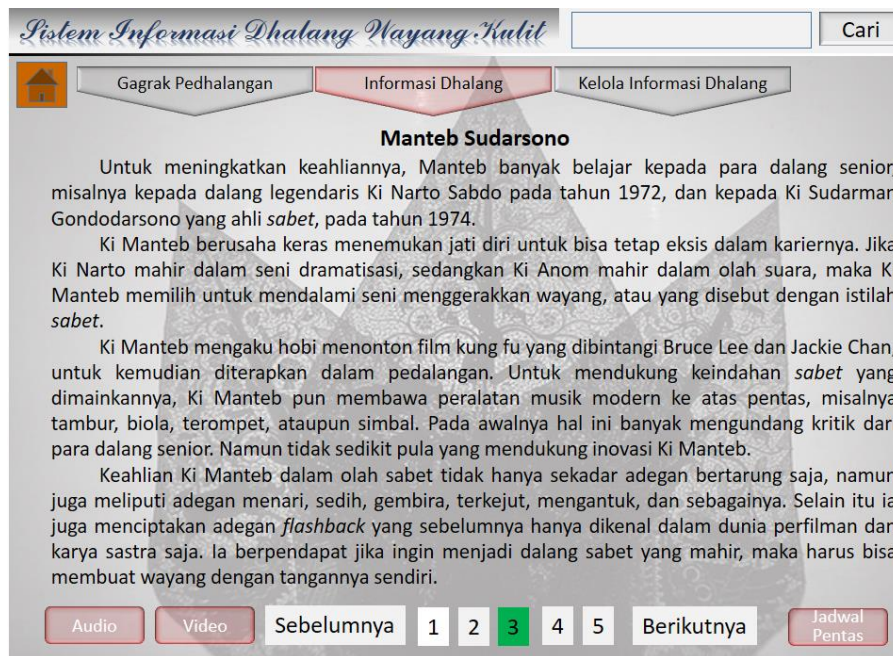 Sistem Informasi Dhalang Wayang Kulit
Cari
Gagrak Pedhalangan
Informasi Dhalang
Kelola Informasi Dhalang
Manteb Sudarsono
Untuk meningkatkan keahliannya, Manteb banyak belajar kepada para dalang senior,
misalnya kepada dalang legendaris Ki Narto Sabdo pada tahun 1972, dan kepada Ki Sudarman
Gondodarsono yang ahli sabet, pada tahun 1974.
Ki Manteb berusaha keras menemukan jati diri untuk bisa tetap eksis dalam kariernya. Jika
Ki Narto mahir dalam seni dramatisasi, sedangkan Ki Anom mahir dalam olah suara, maka Ki
Manteb memilih untuk mendalami seni menggerakkan wayang, atau yang disebut dengan istilah
sabet.
Ki Manteb mengaku hobi menonton film kung fu yang dibintangi Bruce Lee dan Jackie Chan,
untuk kemudian diterapkan dalam pedalangan. Untuk mendukung keindahan sabet yang
dimainkannya, Ki Manteb pun membawa peralatan musik modern ke atas pentas, misalnya
tambur, biola, terompet, ataupun simbal. Pada awalnya hal ini banyak mengundang kritik dari
para dalang senior. Namun tidak sedikit pula yang mendukung inovasi Ki Manteb.
Keahlian Ki Manteb dalam olah sabet tidak hanya sekadar adegan bertarung saja, namun
juga meliputi adegan menari, sedih, gembira, terkejut, mengantuk, dan sebagainya. Selain itu ia
juga menciptakan adegan flashback yang sebelumnya hanya dikenal dalam dunia perfilman dan
karya sastra saja. Ia berpendapat jika ingin menjadi dalang sabet yang mahir, maka harus bisa
membuat wayang dengan tangannya sendiri.
Audio
Video
Sebelumnya
1 2 3 4 5
Berikutnya
Jadwal
Pentas